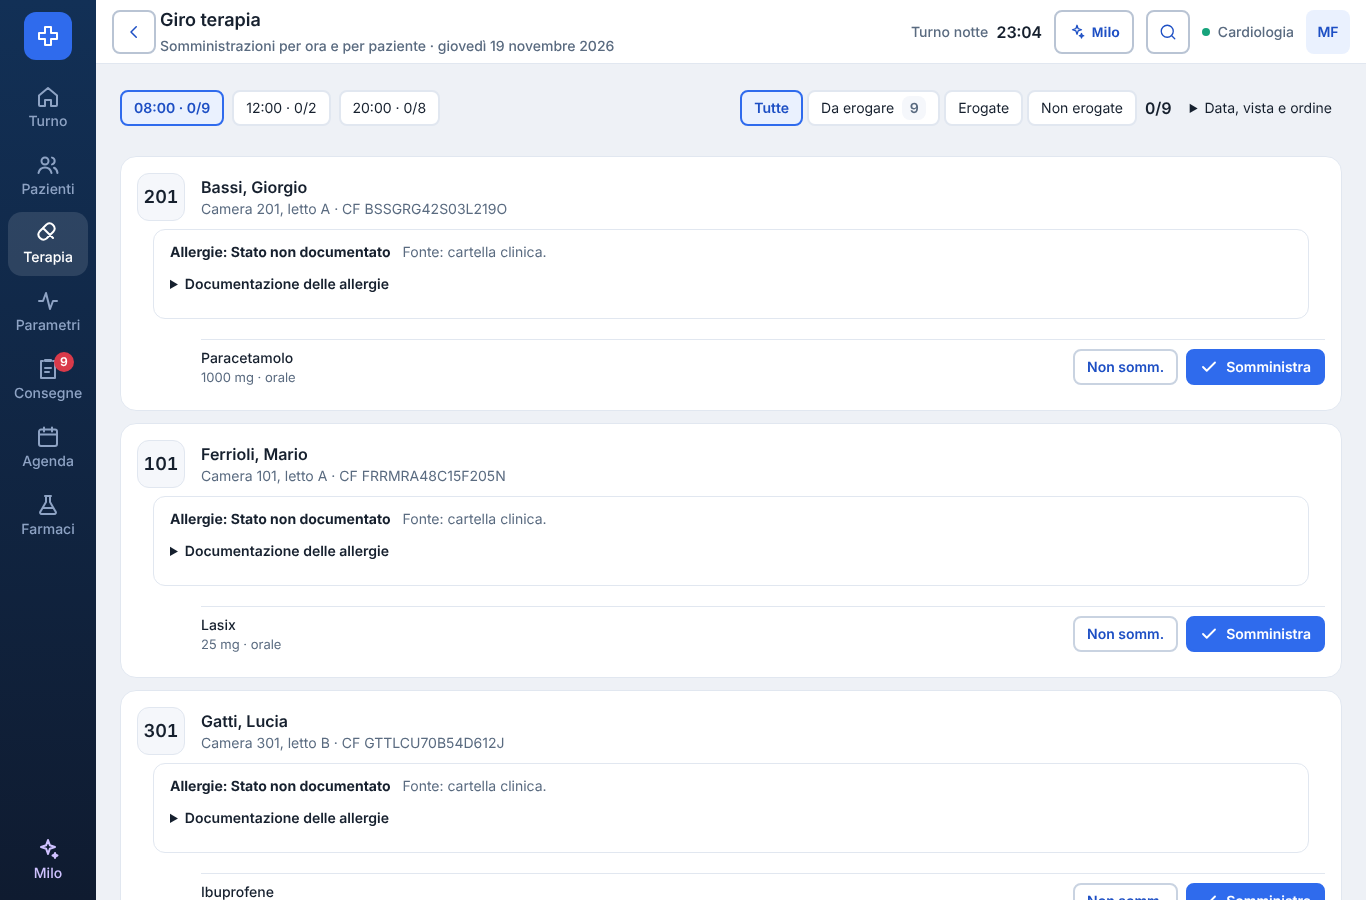 Giro terapia
Somministrazioni per ora e per paziente · giovedì 19 novembre 2026
Turno notte 23:04
Milo
Cardiologia
MF
Turno
Pazienti
Terapia
Parametri
9
Consegne
Agenda
Farmaci
Milo
08:00 · 0/9
12:00 · 0/2
20:00 · 0/8
Tutte
Da erogare 9
Erogate
Non erogate
0/9
Data, vista e ordine
201
Bassi, Giorgio
Camera 201, letto A · CF BSSGRG42S03L219O
Allergie: Stato non documentato Fonte: cartella clinica.
Documentazione delle allergie
Paracetamolo
1000 mg · orale
Non somm.
Somministra
101
Ferrioli, Mario
Camera 101, letto A · CF FRRMRA48C15F205N
Allergie: Stato non documentato Fonte: cartella clinica.
Documentazione delle allergie
Lasix
25 mg · orale
Non somm.
Somministra
301
Gatti, Lucia
Camera 301, letto B · CF GTTLCU70B54D612J
Allergie: Stato non documentato Fonte: cartella clinica.
Documentazione delle allergie
Ibuprofene
Non somm.
Somministra